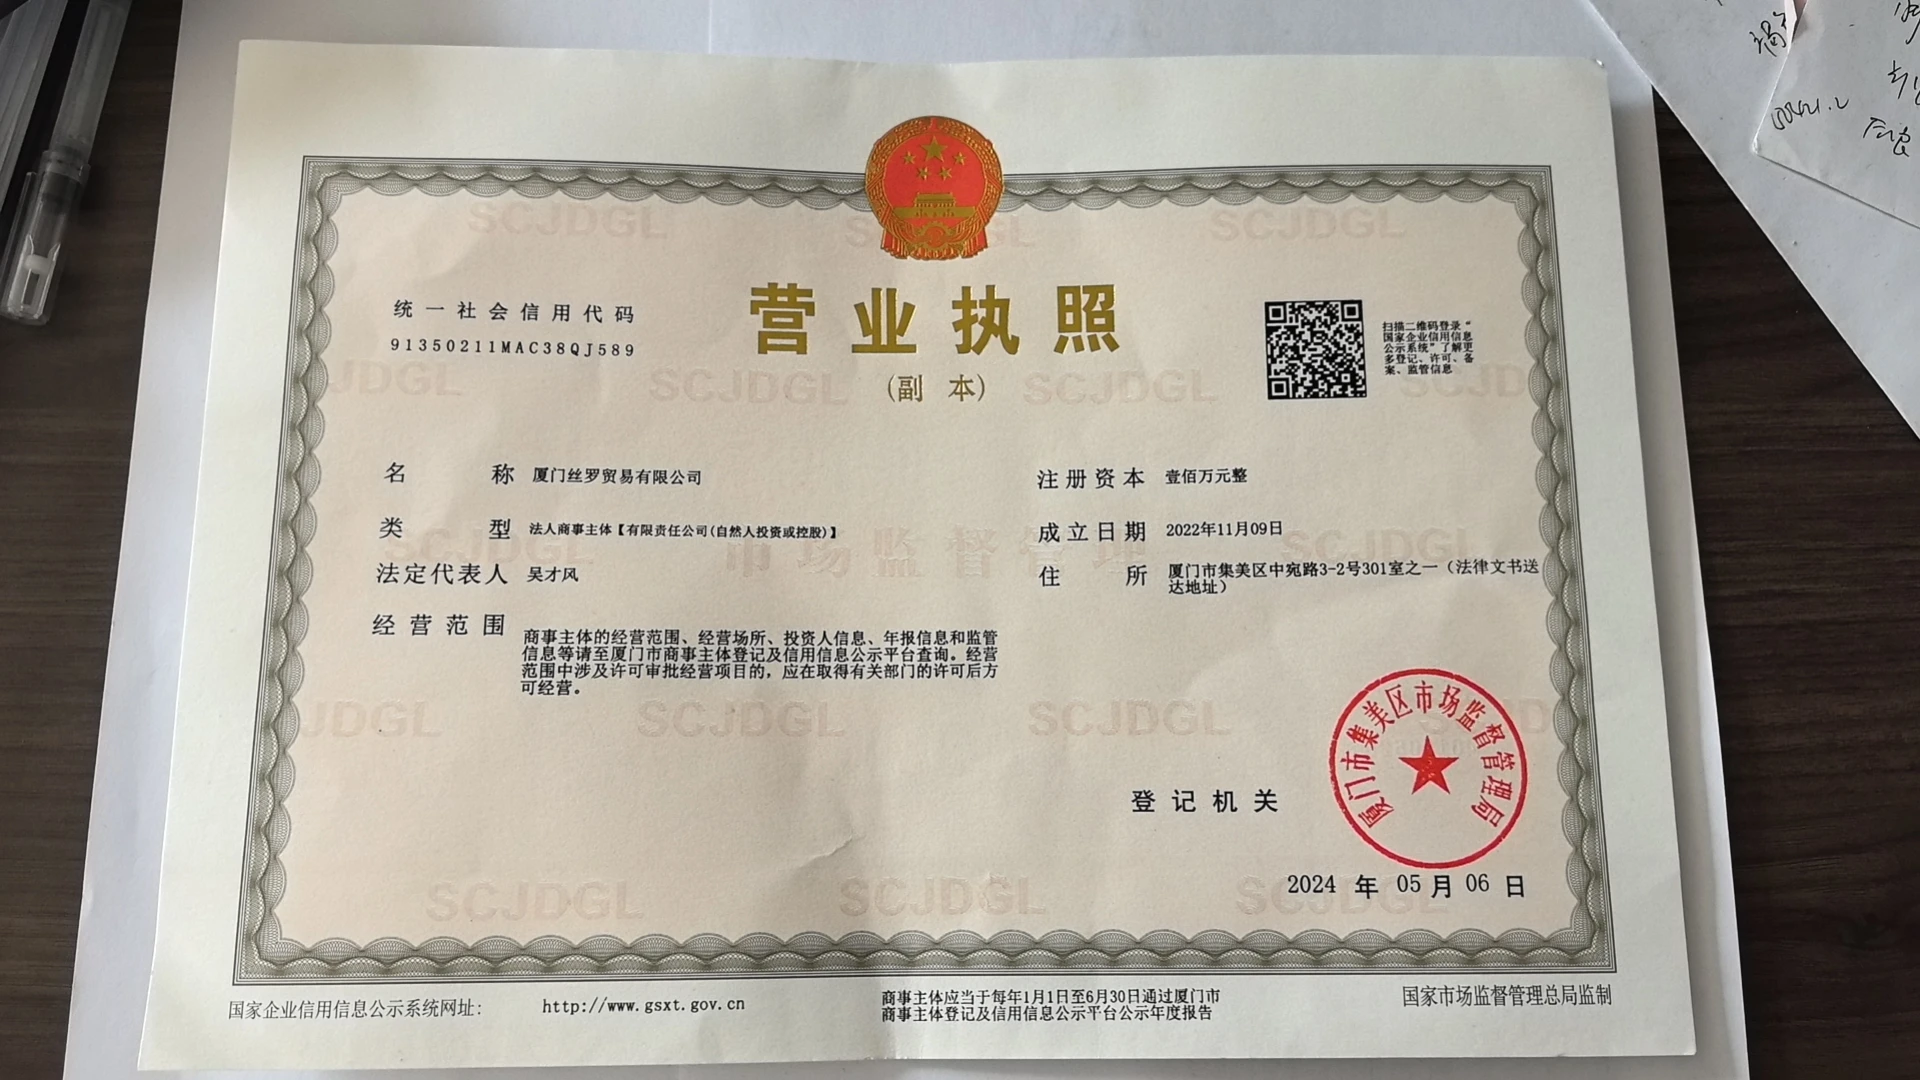 统一社会信用代码
91350211MAC38QJ589
营业执照
(副 本)
扫描二维码登录“
国家企业信用信息
公示系统”了解更
多登记、许可、备
案、监管信息
名 称 厦门丝罗贸易有限公司
类 型 法人商事主体【有限责任公司(自然人投资或控股)】
法定代表人 吴才风
经营范围 商事主体的经营范围、经营场所、投资人信息、年报信息和监管
信息等请至厦门市商事主体登记及信用信息公示平台查询。经营
范围中涉及许可审批经营项目的，应在取得有关部门的许可后方
可经营。
注册资本 壹佰万元整
成立日期 2022年11月09日
住 所 厦门市集美区中宛路3-2号301室之一（法律文书送
达地址）
登记机关
厦门市集美区市场监督管理局
2024 年 05 月 06 日
国家企业信用信息公示系统网址：
http://www.gsxt.gov.cn
商事主体应当于每年1月1日至6月30日通过厦门市
商事主体登记及信用信息公示平台公示年度报告
国家市场监督管理总局监制
SCJDGL
市场监督管理